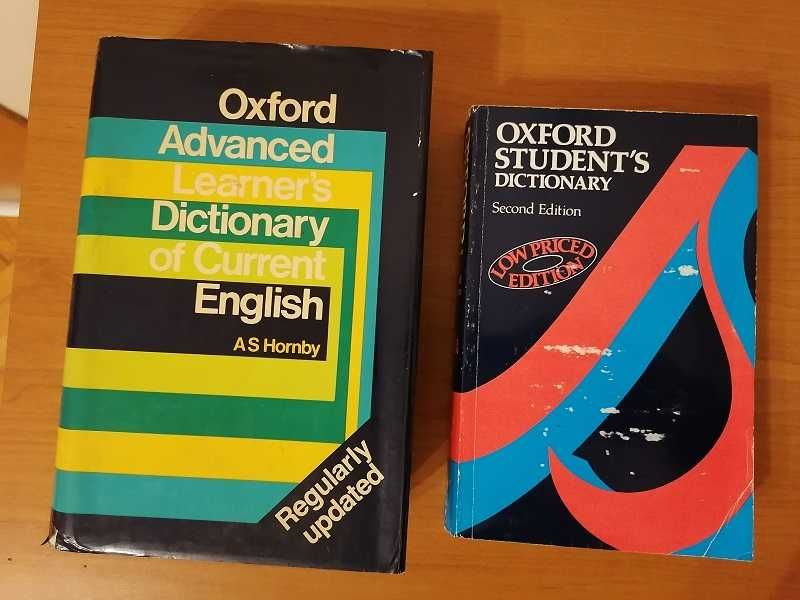 Oxford
Advanced
Learner's
Dictionary
of Current
English
A S Hornby
Regularly
updated
OXFORD
STUDENT'S
DICTIONARY
Second Edition
LOW PRICED
EDITION